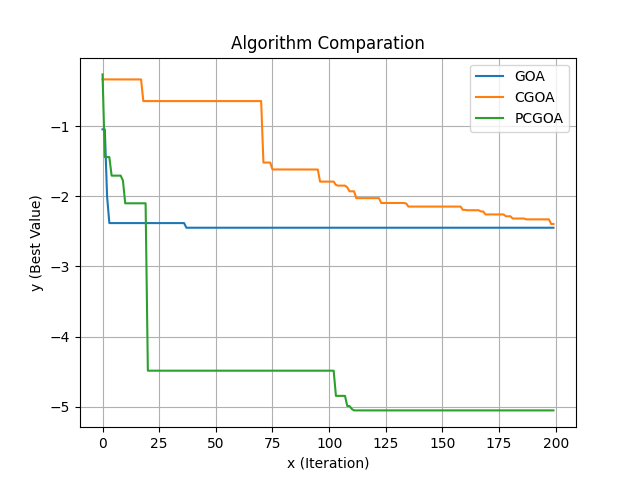 Algorithm Comparation
GOA
CGOA
PCGOA
y (Best Value)
−1
−2
−3
−4
−5
0 25 50 75 100 125 150 175 200
x (Iteration)